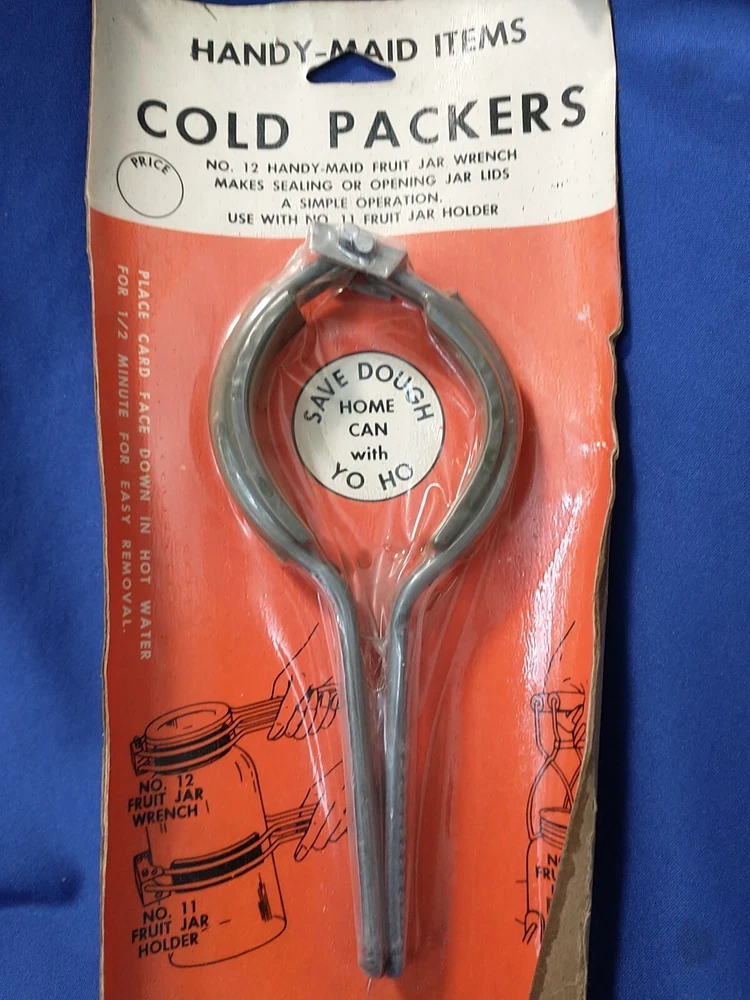 HANDY-MAID ITEMS
COLD PACKERS
PRICE
NO. 12 HANDY-MAID FRUIT JAR WRENCH
MAKES SEALING OR OPENING JAR LIDS
A SIMPLE OPERATION.
USE WITH NO. 11 FRUIT JAR HOLDER
PLACE CARD FACE DOWN IN HOT WATER
FOR 1/2 MINUTE FOR EASY REMOVAL.
SAVE DOUGH
HOME
CAN
with
YO HO
NO. 12
FRUIT JAR
WRENCH
NO. 11
FRUIT JAR
HOLDER